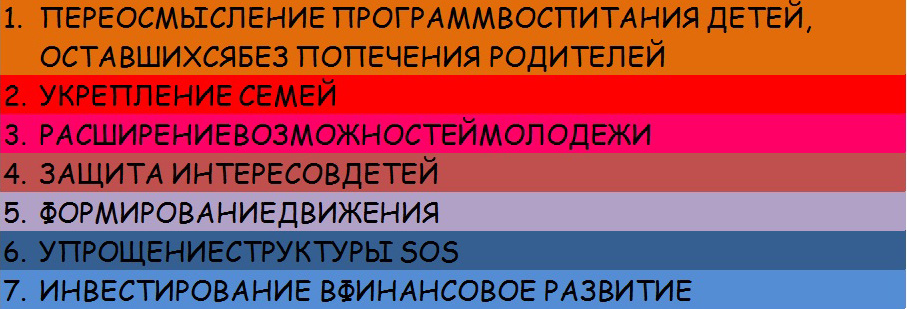 1. ПЕРЕОСМЫСЛЕНИЕ ПРОГРАММВОСПИТАНИЯ ДЕТЕЙ,
ОСТАВШИХСЯБЕЗ ПОПЕЧЕНИЯ РОДИТЕЛЕЙ
2. УКРЕПЛЕНИЕ СЕМЕЙ
3. РАСШИРЕНИЕВОЗМОЖНОСТЕЙМОЛОДЕЖИ
4. ЗАЩИТА ИНТЕРЕСОВДЕТЕЙ
5. ФОРМИРОВАНИЕДВИЖЕНИЯ
6. УПРОЩЕНИЕСТРУКТУРЫ SOS
7. ИНВЕСТИРОВАНИЕ ВФИНАНСОВОЕ РАЗВИТИЕ